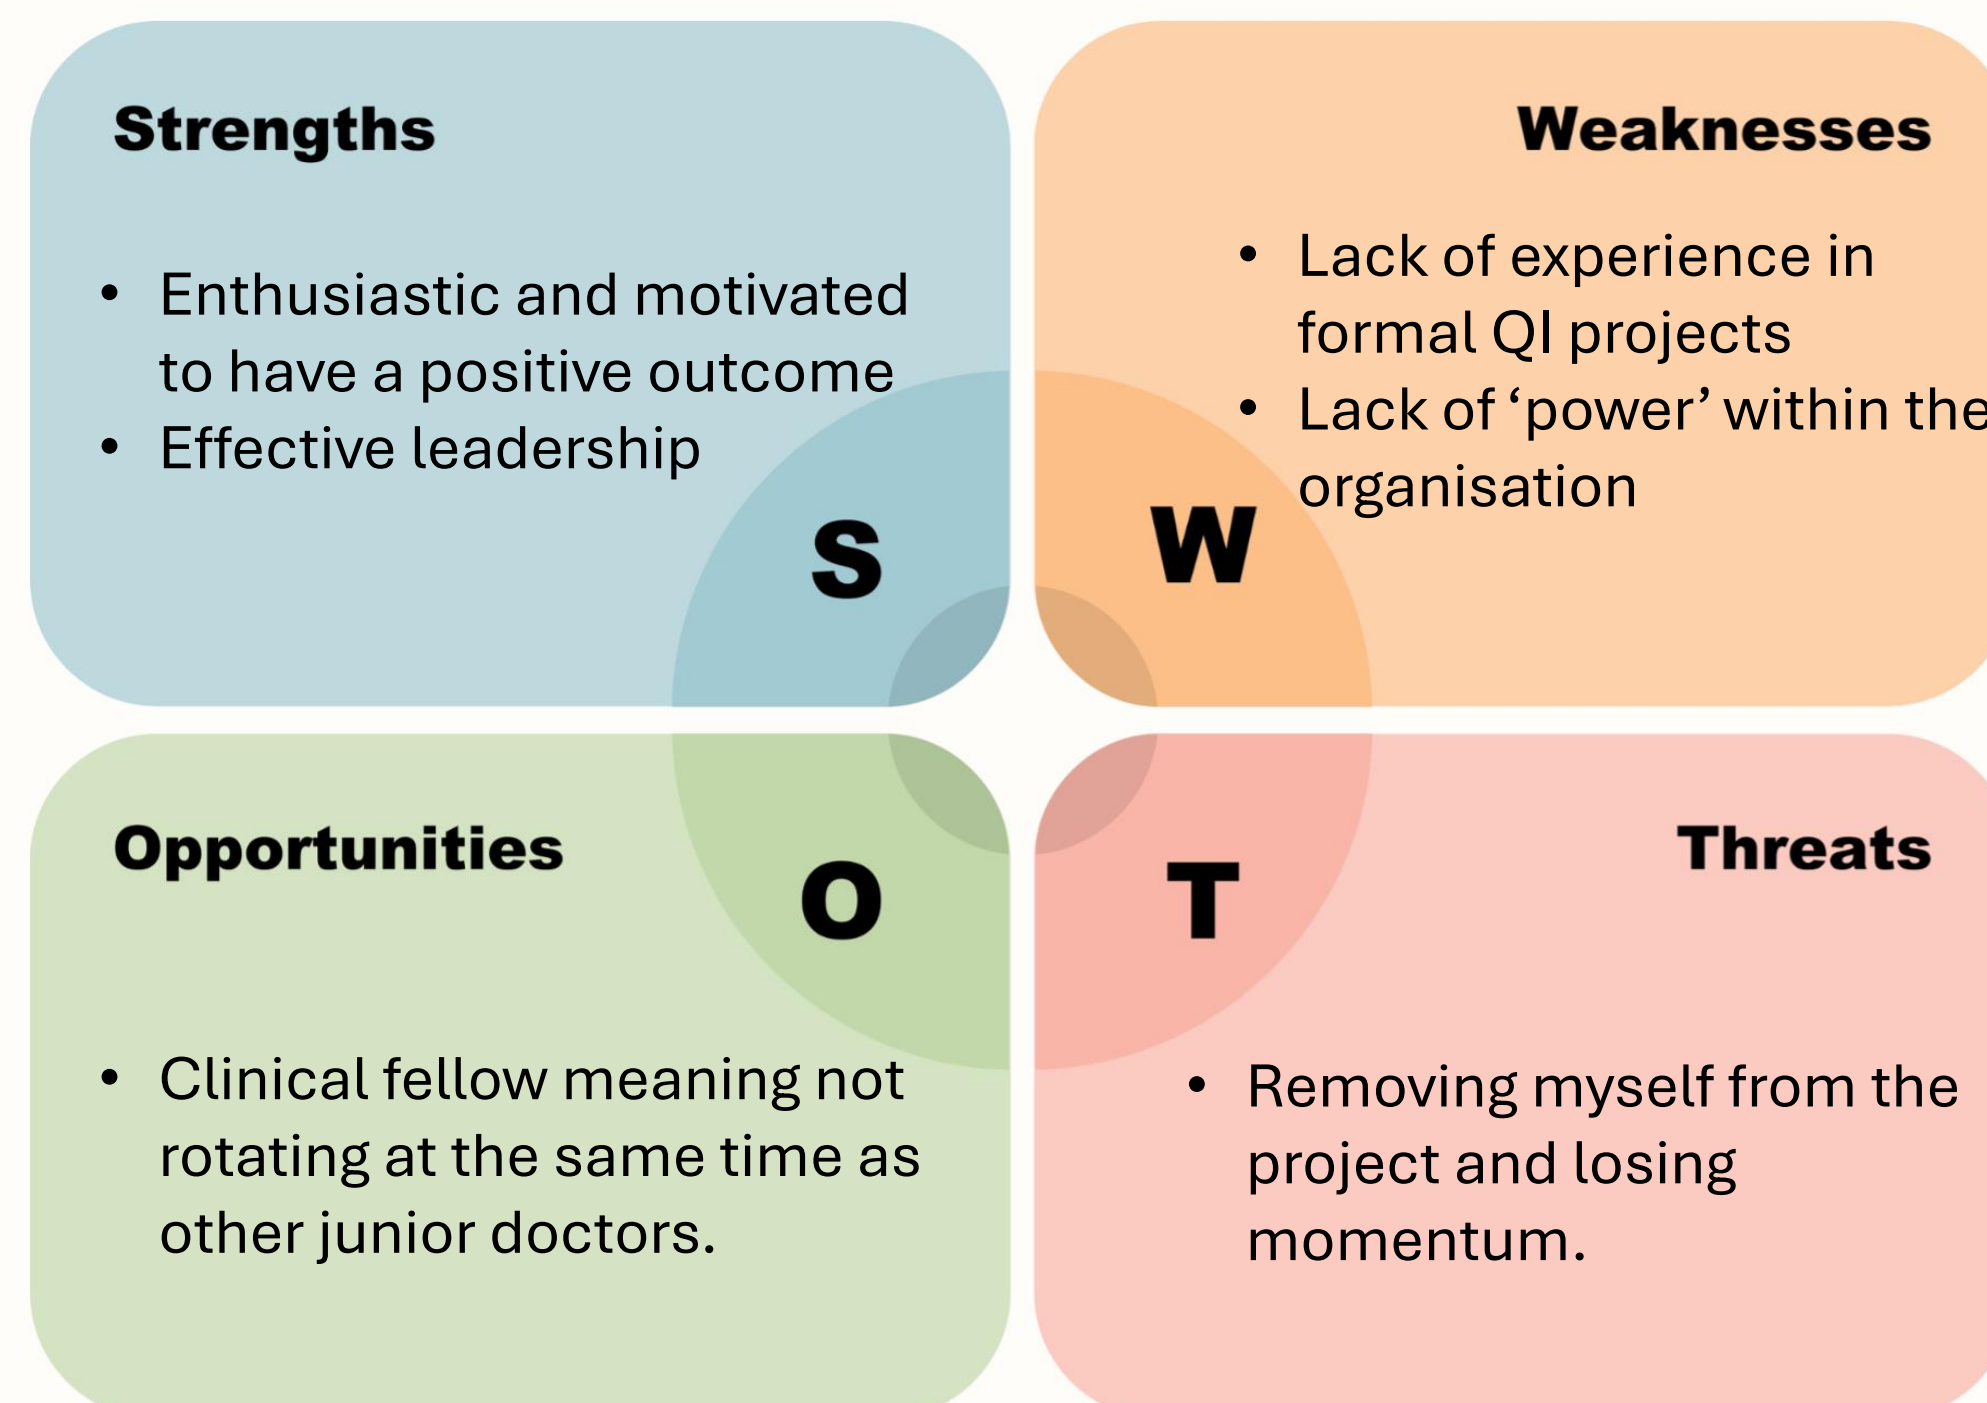 Strengths
• Enthusiastic and motivated
to have a positive outcome
• Effective leadership
S
Weaknesses
• Lack of experience in
formal QI projects
• Lack of ‘power’ within the
organisation
W
Opportunities
O
• Clinical fellow meaning not
rotating at the same time as
other junior doctors.
Threats
T
• Removing myself from the
project and losing
momentum.